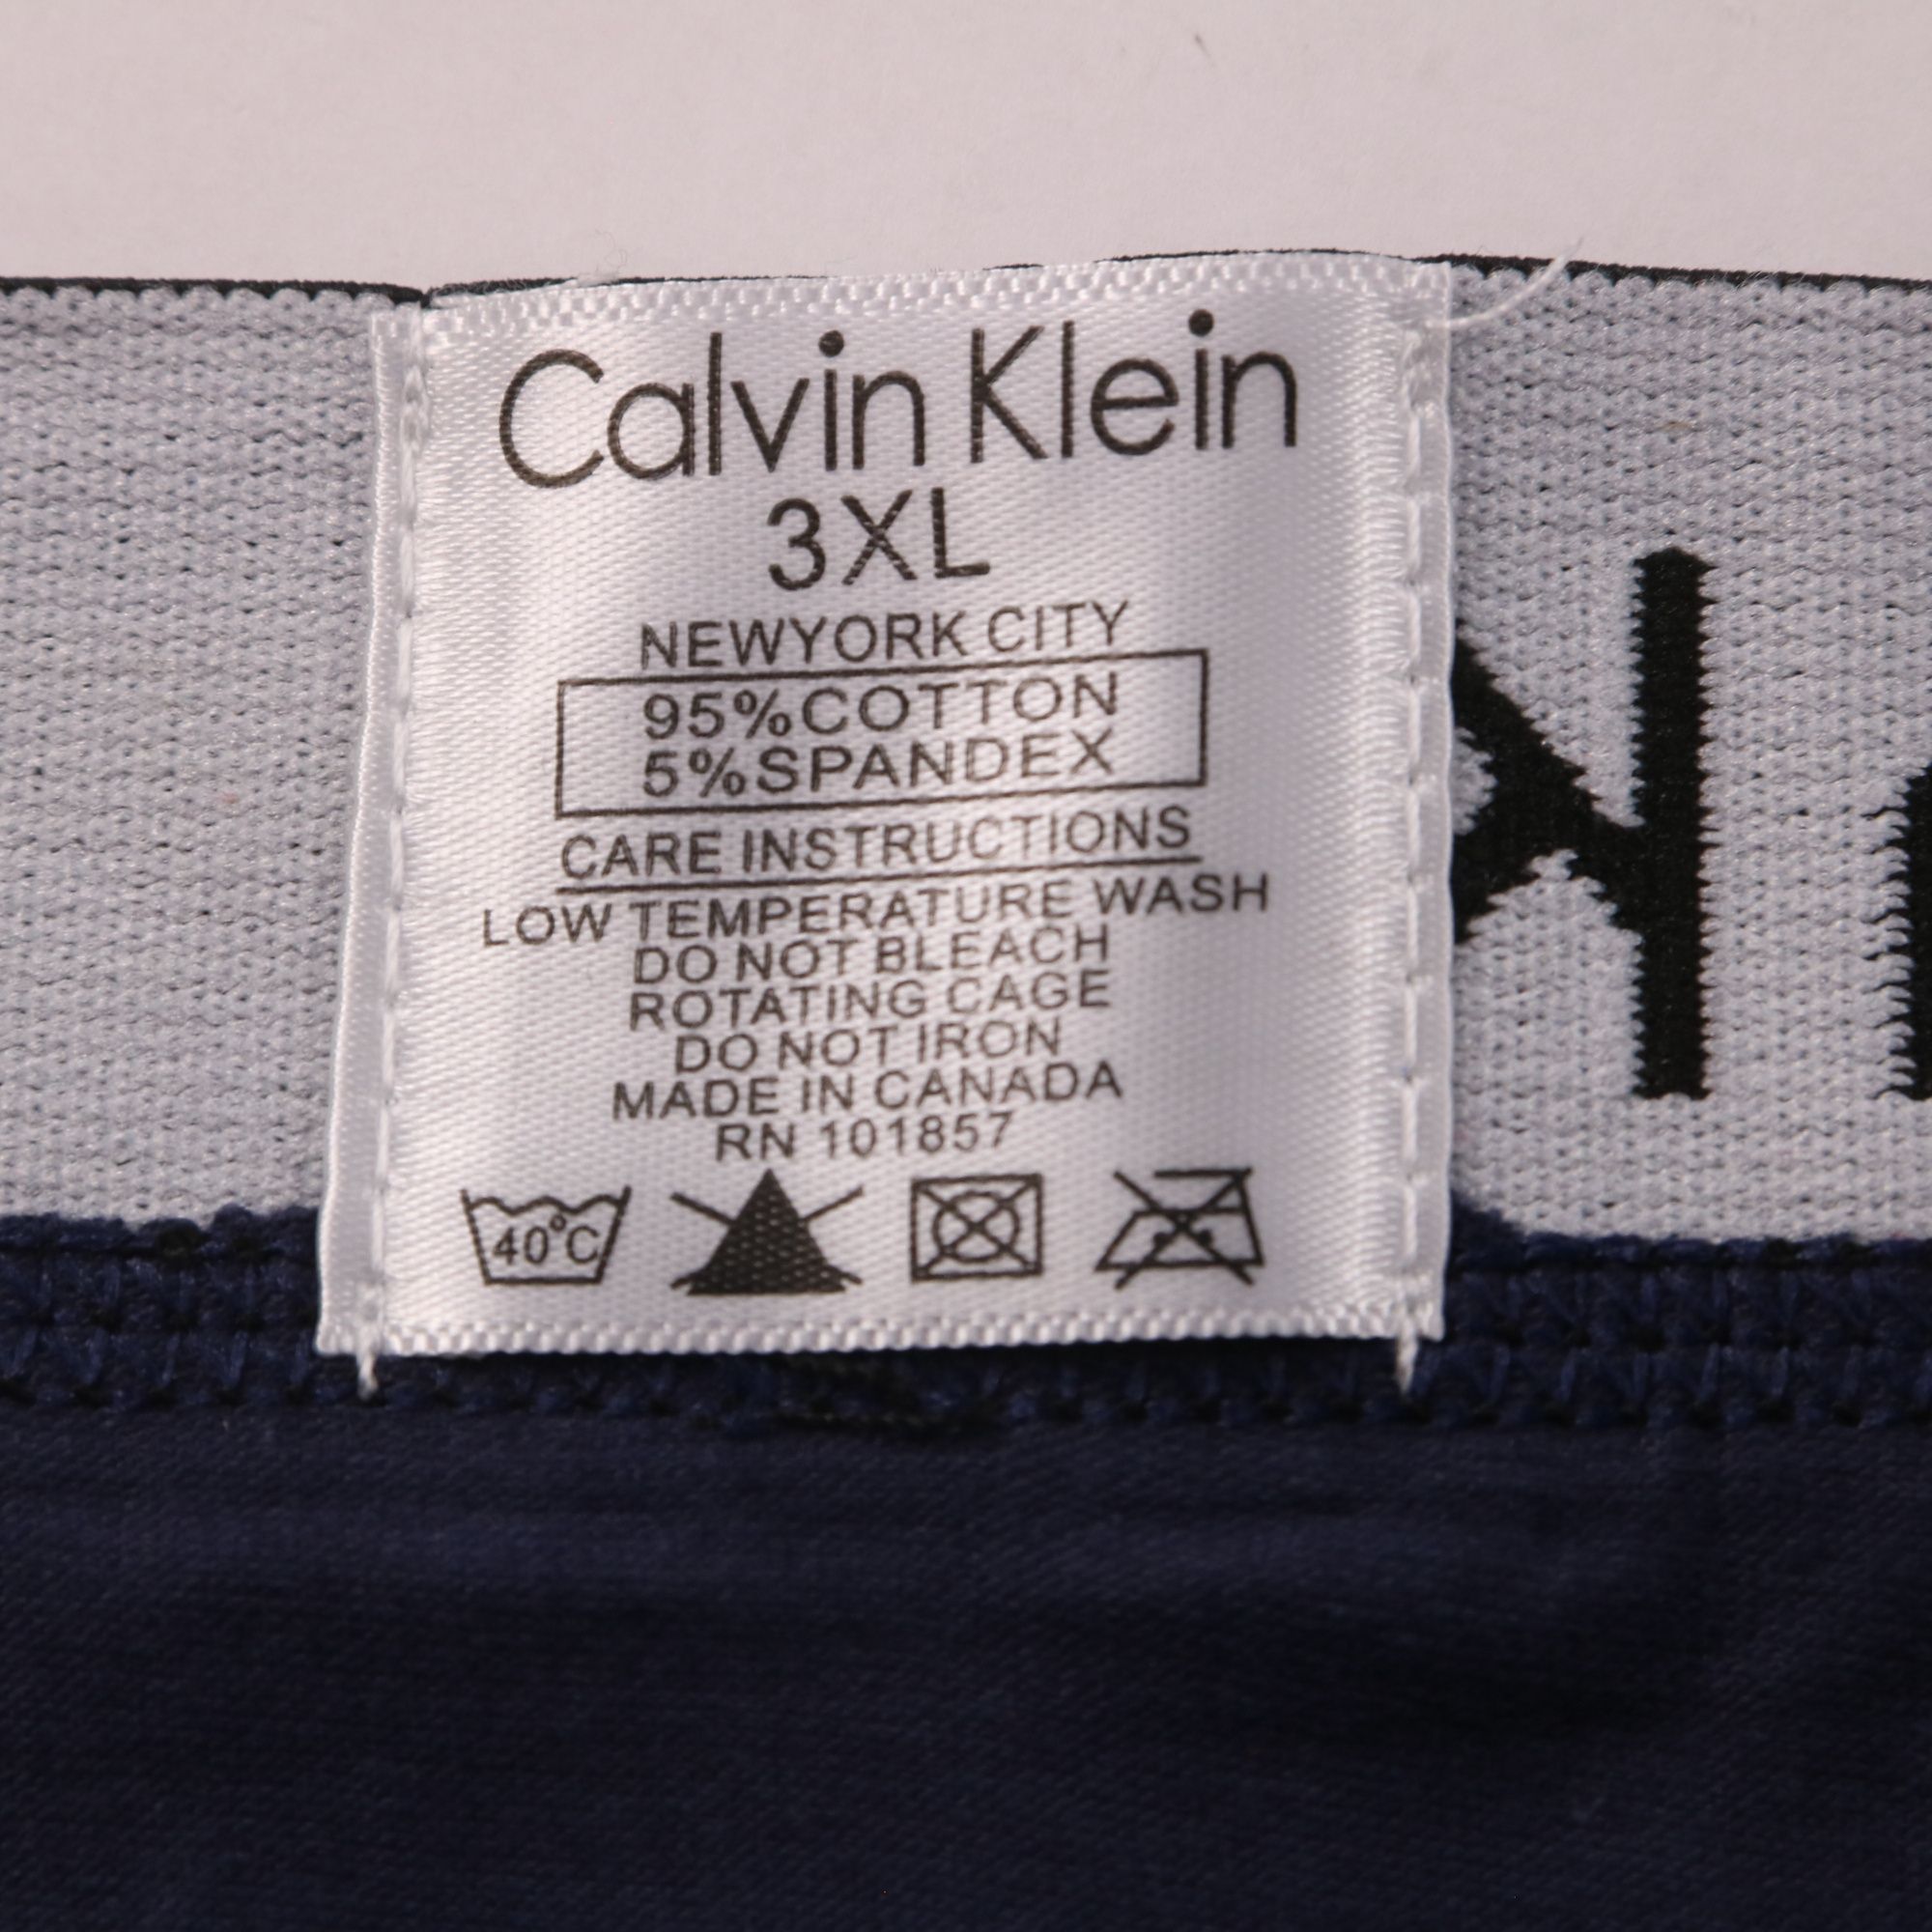 Calvin Klein
3XL
NEWYORK CITY
95%COTTON
5%SPANDEX
CARE INSTRUCTIONS
LOW TEMPERATURE WASH
DO NOT BLEACH
ROTATING CAGE
DO NOT IRON
MADE IN CANADA
RN 101857
40°C